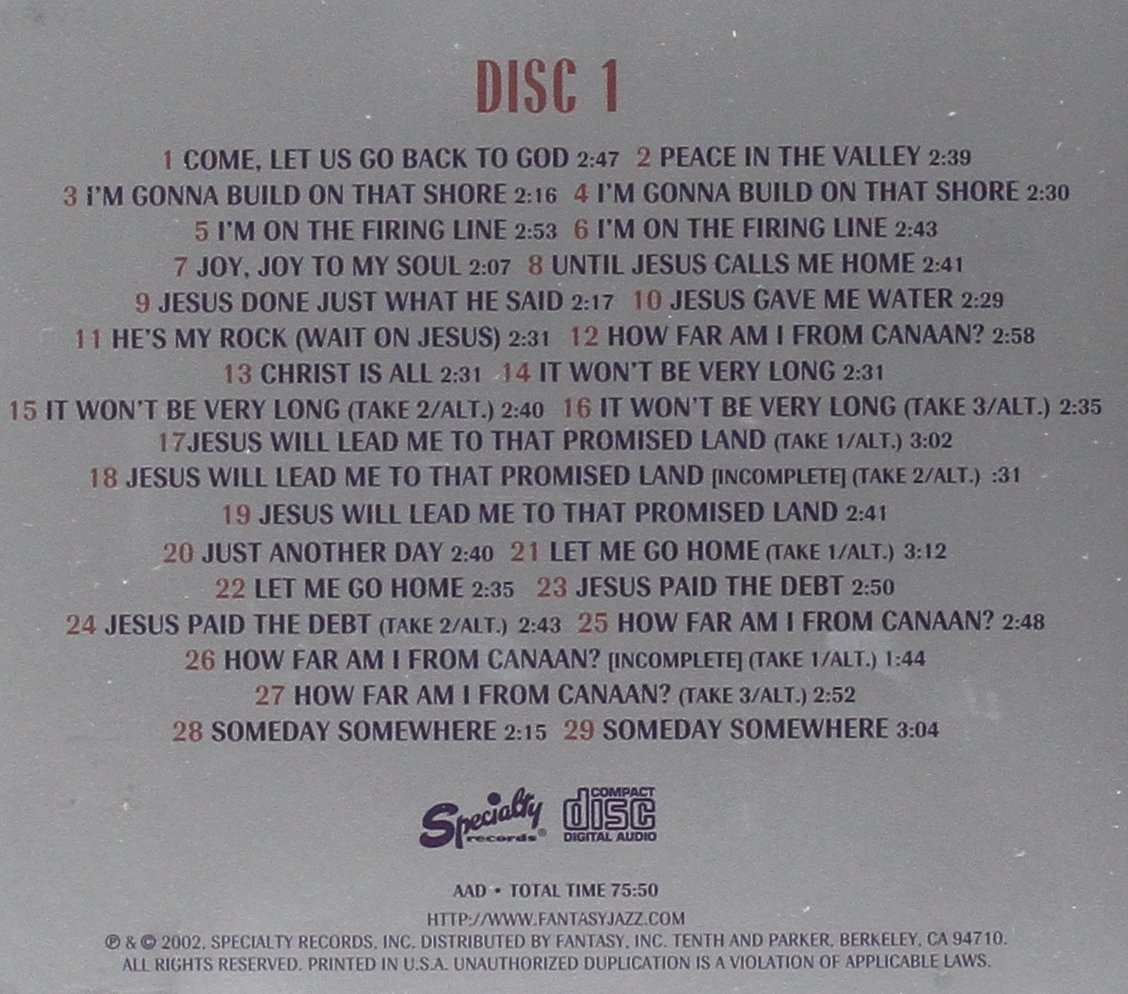 DISC 1
1 COME, LET US GO BACK TO GOD 2:47 2 PEACE IN THE VALLEY 2:39
3 I'M GONNA BUILD ON THAT SHORE 2:16 4 I'M GONNA BUILD ON THAT SHORE 2:30
5 I'M ON THE FIRING LINE 2:53 6 I'M ON THE FIRING LINE 2:43
7 JOY, JOY TO MY SOUL 2:07 8 UNTIL JESUS CALLS ME HOME 2:41
9 JESUS DONE JUST WHAT HE SAID 2:17 10 JESUS GAVE ME WATER 2:29
11 HE'S MY ROCK (WAIT ON JESUS) 2:31 12 HOW FAR AM I FROM CANAAN? 2:58
13 CHRIST IS ALL 2:31 14 IT WON'T BE VERY LONG 2:31
15 IT WON'T BE VERY LONG (TAKE 2/ALT.) 2:40 16 IT WON'T BE VERY LONG (TAKE 3/ALT.) 2:35
17 JESUS WILL LEAD ME TO THAT PROMISED LAND (TAKE 1/ALT.) 3:02
18 JESUS WILL LEAD ME TO THAT PROMISED LAND [INCOMPLETE] (TAKE 2/ALT.) :31
19 JESUS WILL LEAD ME TO THAT PROMISED LAND 2:41
20 JUST ANOTHER DAY 2:40 21 LET ME GO HOME (TAKE 1/ALT.) 3:12
22 LET ME GO HOME 2:35 23 JESUS PAID THE DEBT 2:50
24 JESUS PAID THE DEBT (TAKE 2/ALT.) 2:43 25 HOW FAR AM I FROM CANAAN? 2:48
26 HOW FAR AM I FROM CANAAN? [INCOMPLETE] (TAKE 1/ALT.) 1:44
27 HOW FAR AM I FROM CANAAN? (TAKE 3/ALT.) 2:52
28 SOMEDAY SOMEWHERE 2:15 29 SOMEDAY SOMEWHERE 3:04
Specialty records®
COMPACT disc DIGITAL AUDIO
AAD • TOTAL TIME 75:50
HTTP://WWW.FANTASYJAZZ.COM
℗ & © 2002, SPECIALTY RECORDS, INC. DISTRIBUTED BY FANTASY, INC. TENTH AND PARKER, BERKELEY, CA 94710.
ALL RIGHTS RESERVED. PRINTED IN U.S.A. UNAUTHORIZED DUPLICATION IS A VIOLATION OF APPLICABLE LAWS.